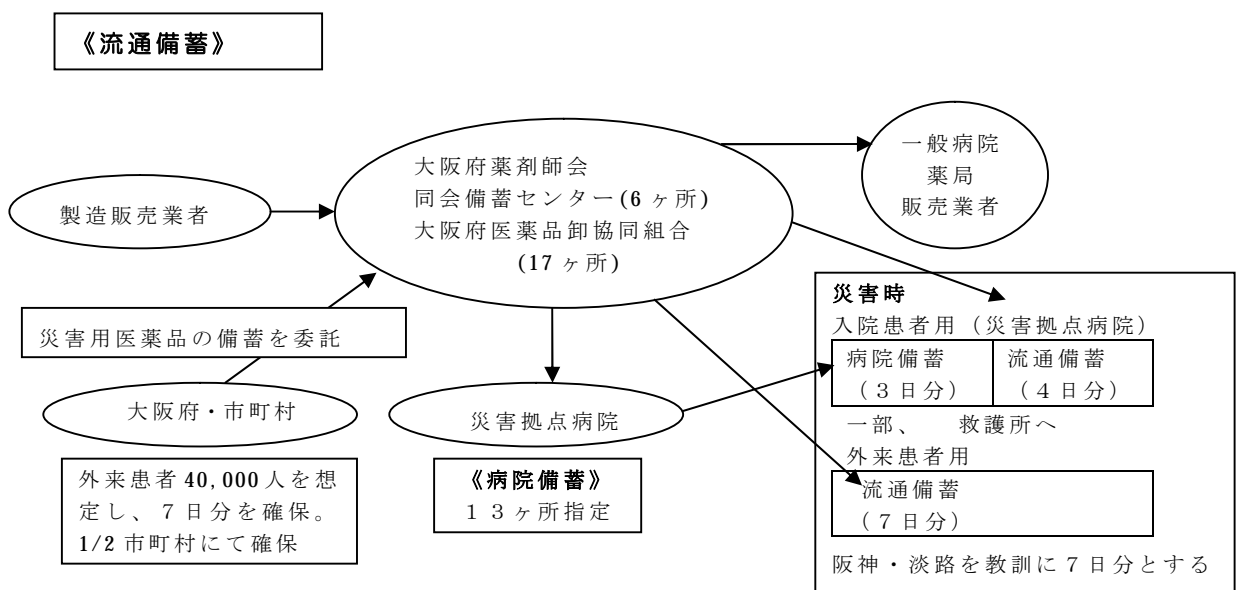 《流通備蓄》
大阪府薬剤師会
同会備蓄センター(6ヶ所)
大阪府医薬品卸協同組合
(17ヶ所)
一般病院
薬局
販売業者
製造販売業者
災害用医薬品の備蓄を委託
大阪府・市町村
外来患者40,000人を想
定し、７日分を確保。
1/2市町村にて確保
災害拠点病院
《病院備蓄》
１３ヶ所指定
災害時
入院患者用（災害拠点病院）
病院備蓄
（３日分）
流通備蓄
（４日分）
一部、　救護所へ
外来患者用
流通備蓄
（７日分）
阪神・淡路を教訓に７日分とする